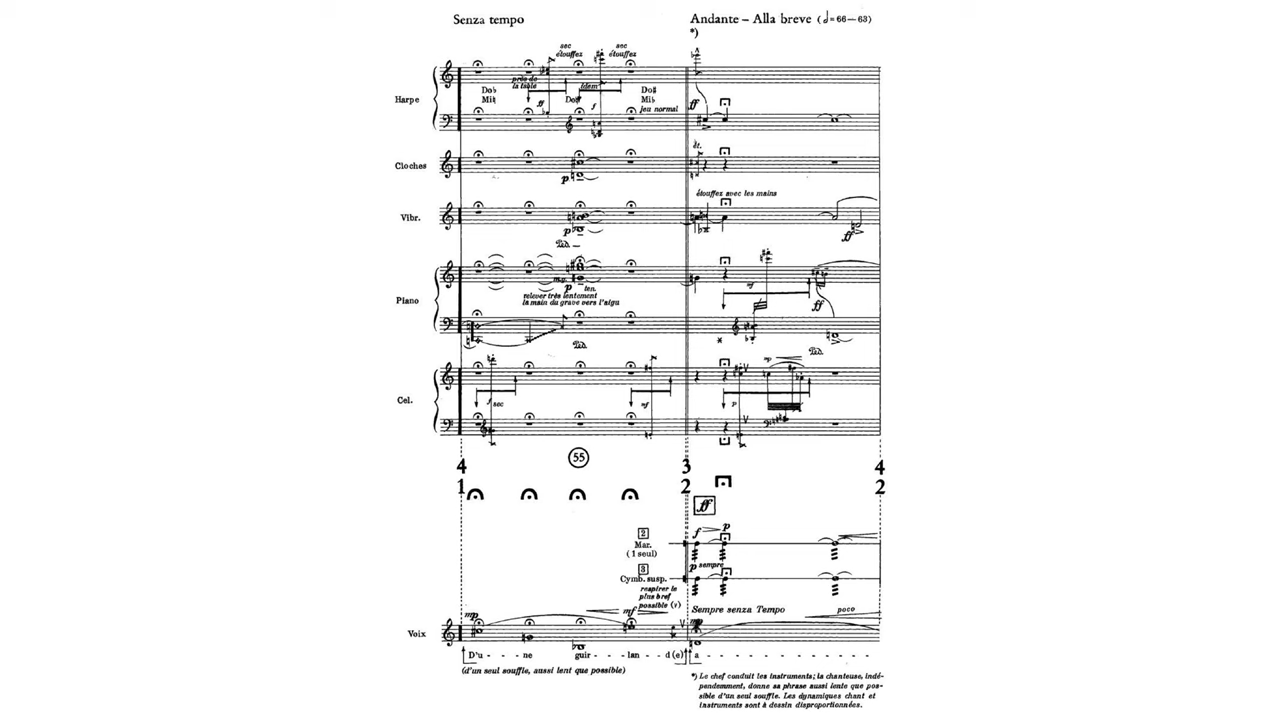 Senza tempo
Andante – Alla breve (𝅗𝅥=66–63)
*)
sec
étouffez
sec
étouffez
près de
la table
idem
Harpe
Do♭
Mi♮
ff
Do♯
f
Do♯
Mi♭
jeu normal
ff
ét.
Cloches
p
étouffez avec les mains
Vibr.
p
ff
Ped.
m.g.
p
ten.
mf
Piano
relever très lentement
la main du grave vers l'aigu
ff
Ped.
Ped.
mp
Cel.
f sec
mf
p
4
1
55
3
2
4
2
ff
2
Mar.
(1 seul)
f
p
3
Cymb. susp.
p sempre
respirer le
plus bref
possible (v)
Sempre senza Tempo
poco
mp
mf
mp
Voix
D'u - - - ne guir - - lan - - d(e) a - - - - - - - - - -
(d'un seul souffle, aussi lent que possible)
*) Le chef conduit les instruments; la chanteuse, indé-
pendemment, donne sa phrase aussi lente que pos-
sible d'un seul souffle. Les dynamiques chant et
instruments sont à dessin disproportionnées.